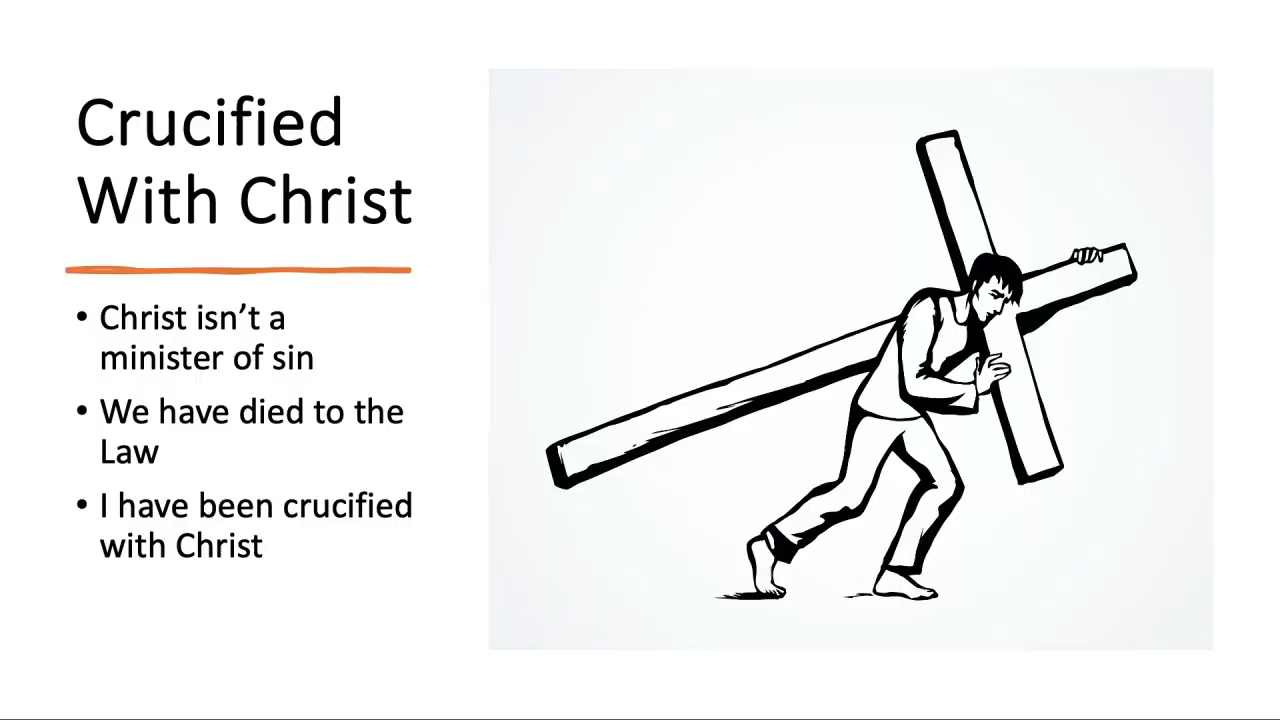 Crucified
With Christ
• Christ isn’t a
minister of sin
• We have died to the
Law
• I have been crucified
with Christ